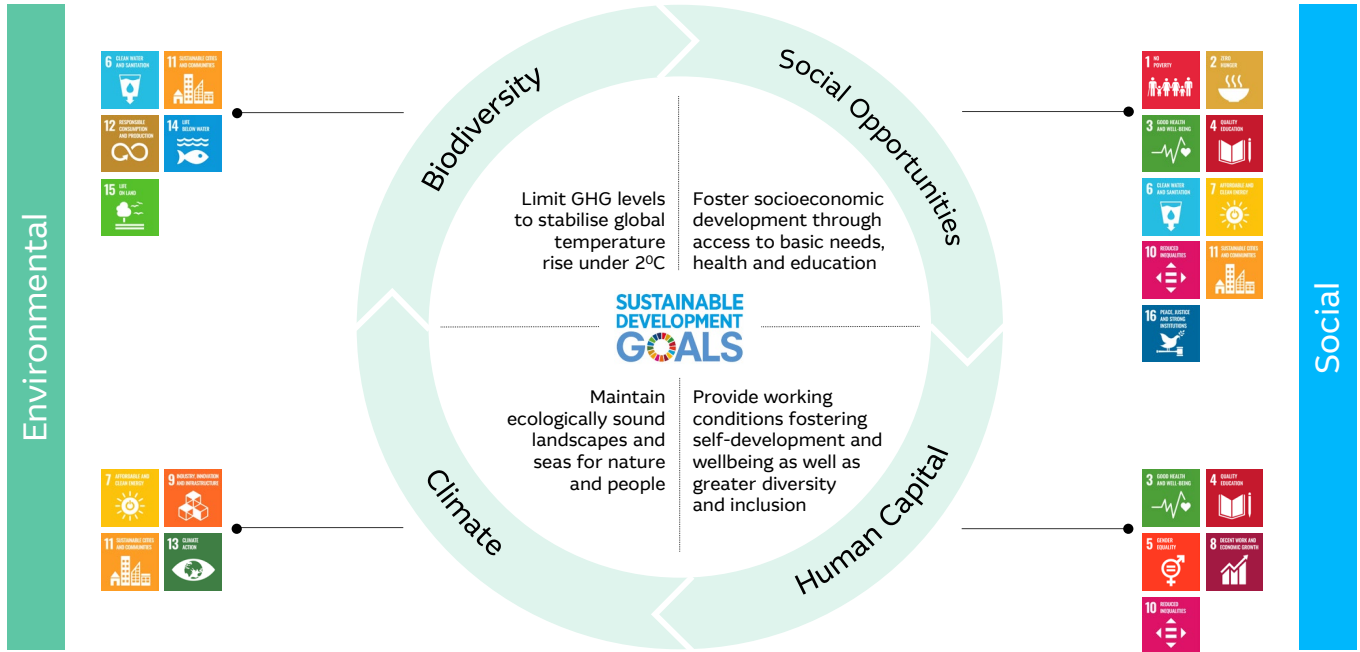 Environmental
6 CLEAN WATER
AND SANITATION
11 SUSTAINABLE CITIES
AND COMMUNITIES
12 RESPONSIBLE
CONSUMPTION
AND PRODUCTION
14 LIFE
BELOW WATER
15 LIFE
ON LAND
7 AFFORDABLE AND
CLEAN ENERGY
9 INDUSTRY, INNOVATION
AND INFRASTRUCTURE
11 SUSTAINABLE CITIES
AND COMMUNITIES
13 CLIMATE
ACTION
Biodiversity
Social Opportunities
Limit GHG levels
to stabilise global
temperature
rise under 2⁰C
Foster socioeconomic
development through
access to basic needs,
health and education
SUSTAINABLE
DEVELOPMENT
GOALS
Maintain
ecologically sound
landscapes and
seas for nature
and people
Provide working
conditions fostering
self-development and
wellbeing as well as
greater diversity
and inclusion
Climate
Human Capital
1 NO
POVERTY
2 ZERO
HUNGER
3 GOOD HEALTH
AND WELL-BEING
4 QUALITY
EDUCATION
6 CLEAN WATER
AND SANITATION
7 AFFORDABLE AND
CLEAN ENERGY
10 REDUCED
INEQUALITIES
11 SUSTAINABLE CITIES
AND COMMUNITIES
16 PEACE, JUSTICE
AND STRONG
INSTITUTIONS
3 GOOD HEALTH
AND WELL-BEING
4 QUALITY
EDUCATION
5 GENDER
EQUALITY
8 DECENT WORK AND
ECONOMIC GROWTH
10 REDUCED
INEQUALITIES
Social